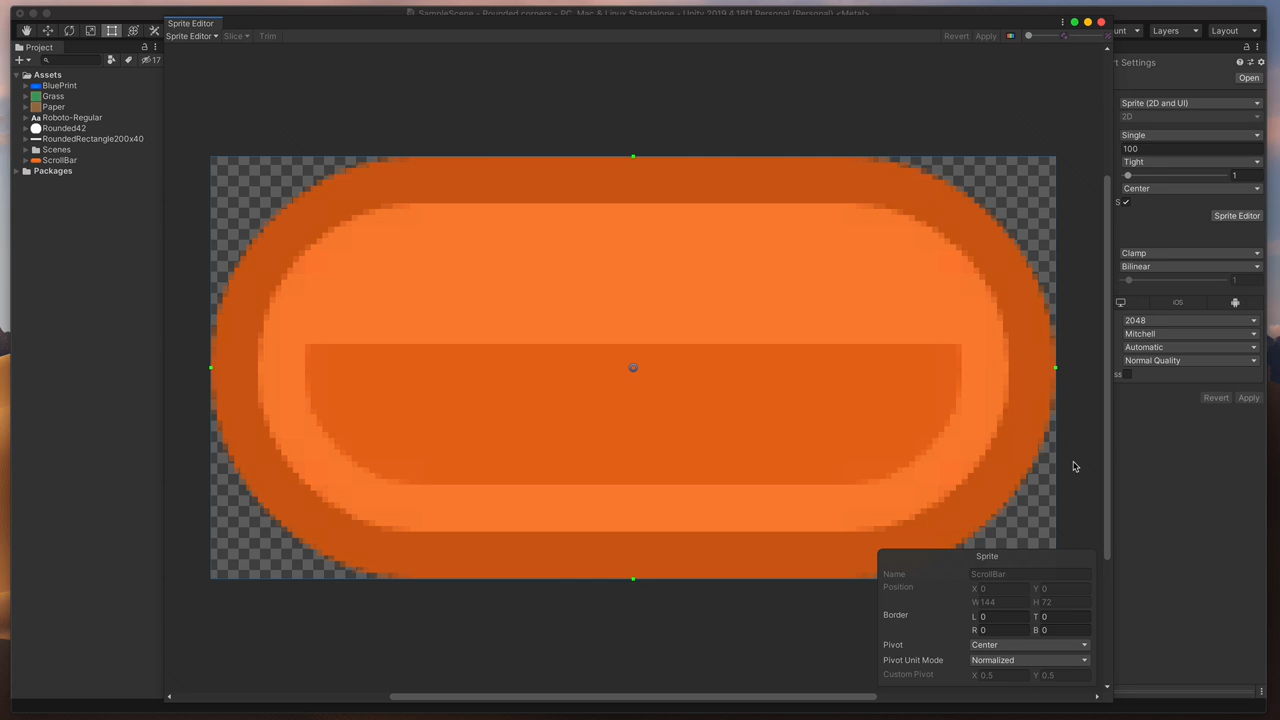 SampleScene - Rounded corners - PC, Mac & Linux Standalone - Unity 2019.4.18f1 Personal (Personal) <Metal>
Sprite Editor
Layers
Layout
Sprite Editor
Slice
Trim
Revert
Apply
Project
17
Settings
Open
Assets
BluePrint
Grass
Paper
Aa Roboto-Regular
Rounded42
RoundedRectangle200x40
Scenes
ScrollBar
Packages
Sprite (2D and UI)
2D
Single
100
Tight
1
Center
S
Sprite Editor
Clamp
Bilinear
1
iOS
2048
Mitchell
Automatic
Normal Quality
Revert
Apply
Sprite
Name
ScrollBar
Position
X 0
Y 0
W 144
H 72
Border
L 0
T 0
R 0
B 0
Pivot
Center
Pivot Unit Mode
Normalized
Custom Pivot
X 0.5
Y 0.5